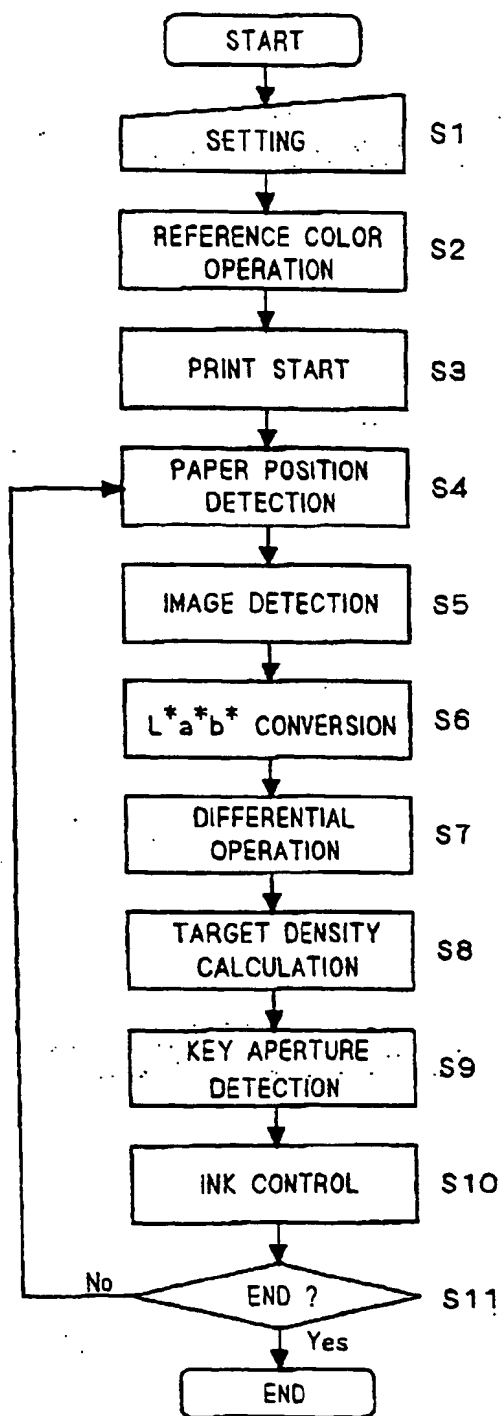 START
SETTING S1
REFERENCE COLOR
OPERATION S2
PRINT START S3
PAPER POSITION
DETECTION S4
IMAGE DETECTION S5
L*a*b* CONVERSION S6
DIFFERENTIAL
OPERATION S7
TARGET DENSITY
CALCULATION S8
KEY APERTURE
DETECTION S9
INK CONTROL S10
No END ? S11
Yes
END